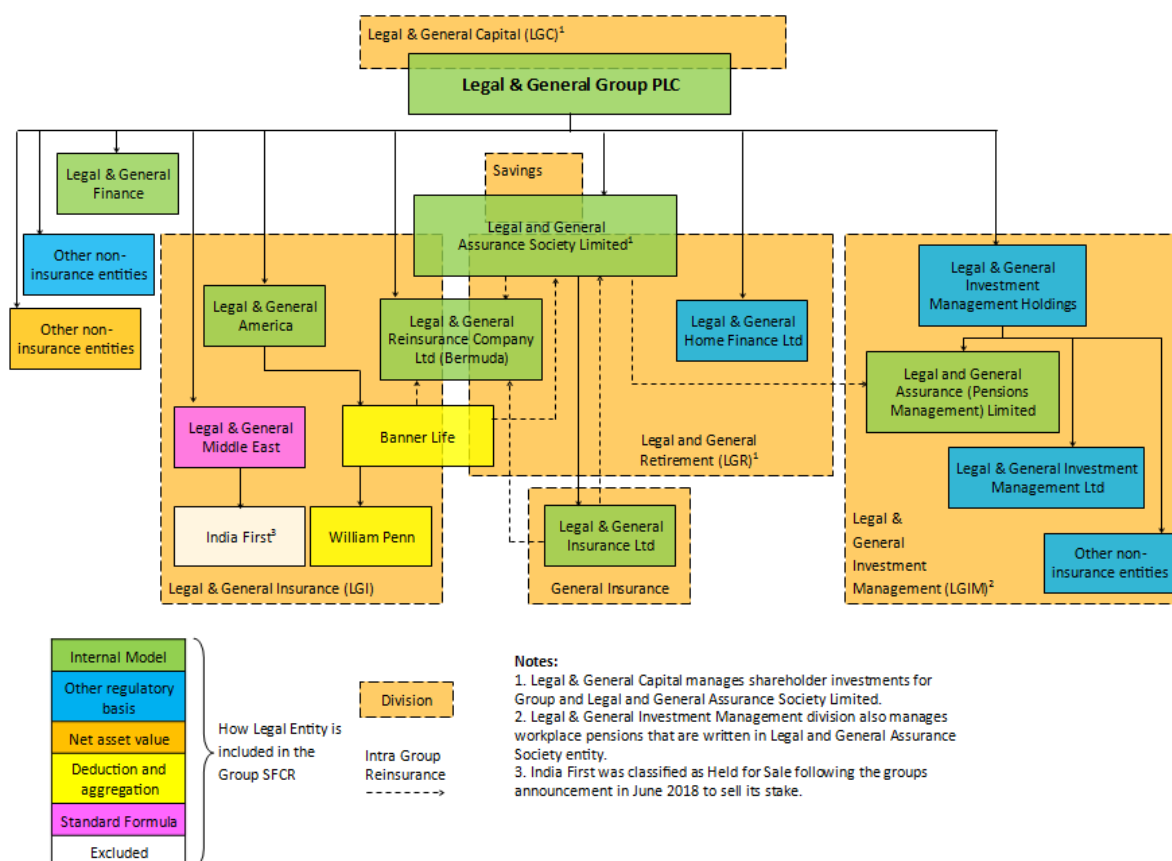 Legal & General Capital (LGC)¹
Legal & General Group PLC
Legal & General
Finance
Savings
Legal and General
Assurance Society Limited¹
Other non-
insurance entities
Legal & General
Investment
Management Holdings
Legal & General
America
Legal & General
Reinsurance Company
Ltd (Bermuda)
Legal & General
Home Finance Ltd
Other non-
insurance entities
Legal and General
Assurance (Pensions
Management) Limited
Legal & General
Middle East
Banner Life
Legal and General
Retirement (LGR)¹
Legal & General Investment
Management Ltd
India First³
William Penn
Legal & General
Insurance Ltd
Legal &
General
Investment
Management (LGIM)²
Other non-
insurance entities
Legal & General Insurance (LGI)
General Insurance
Internal Model
Other regulatory
basis
Net asset value
Deduction and
aggregation
Standard Formula
Excluded
How Legal Entity is
included in the
Group SFCR
Division
Intra Group
Reinsurance
Notes:
1. Legal & General Capital manages shareholder investments for
Group and Legal and General Assurance Society Limited.
2. Legal & General Investment Management division also manages
workplace pensions that are written in Legal and General Assurance
Society entity.
3. India First was classified as Held for Sale following the groups
announcement in June 2018 to sell its stake.